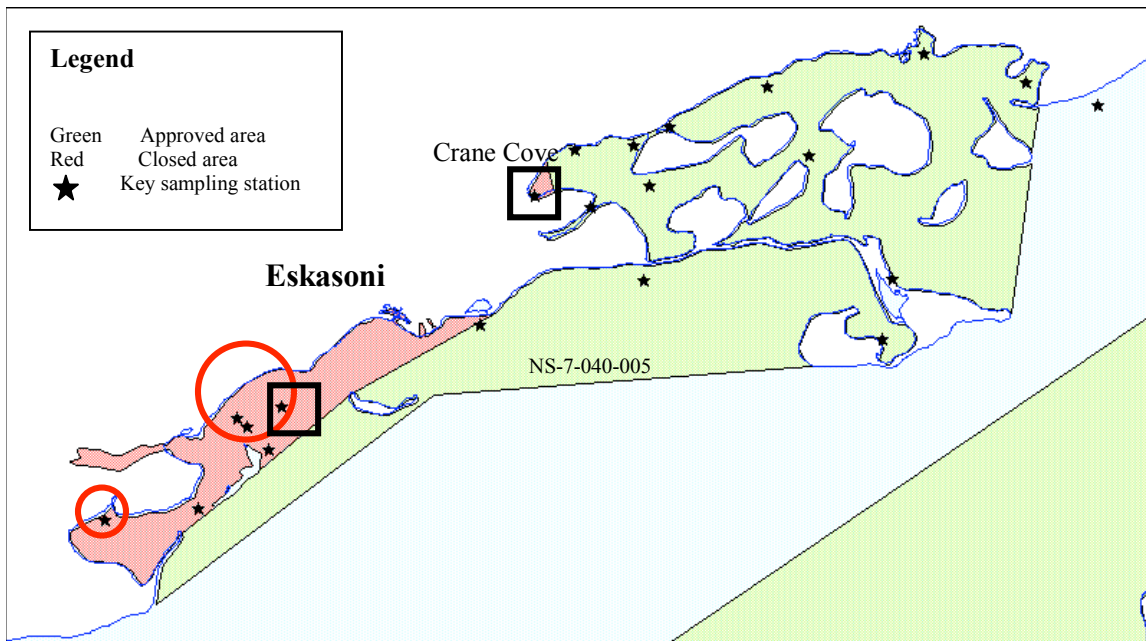 Legend
Green Approved area
Red Closed area
Key sampling station
Crane Cove
Eskasoni
NS-7-040-005